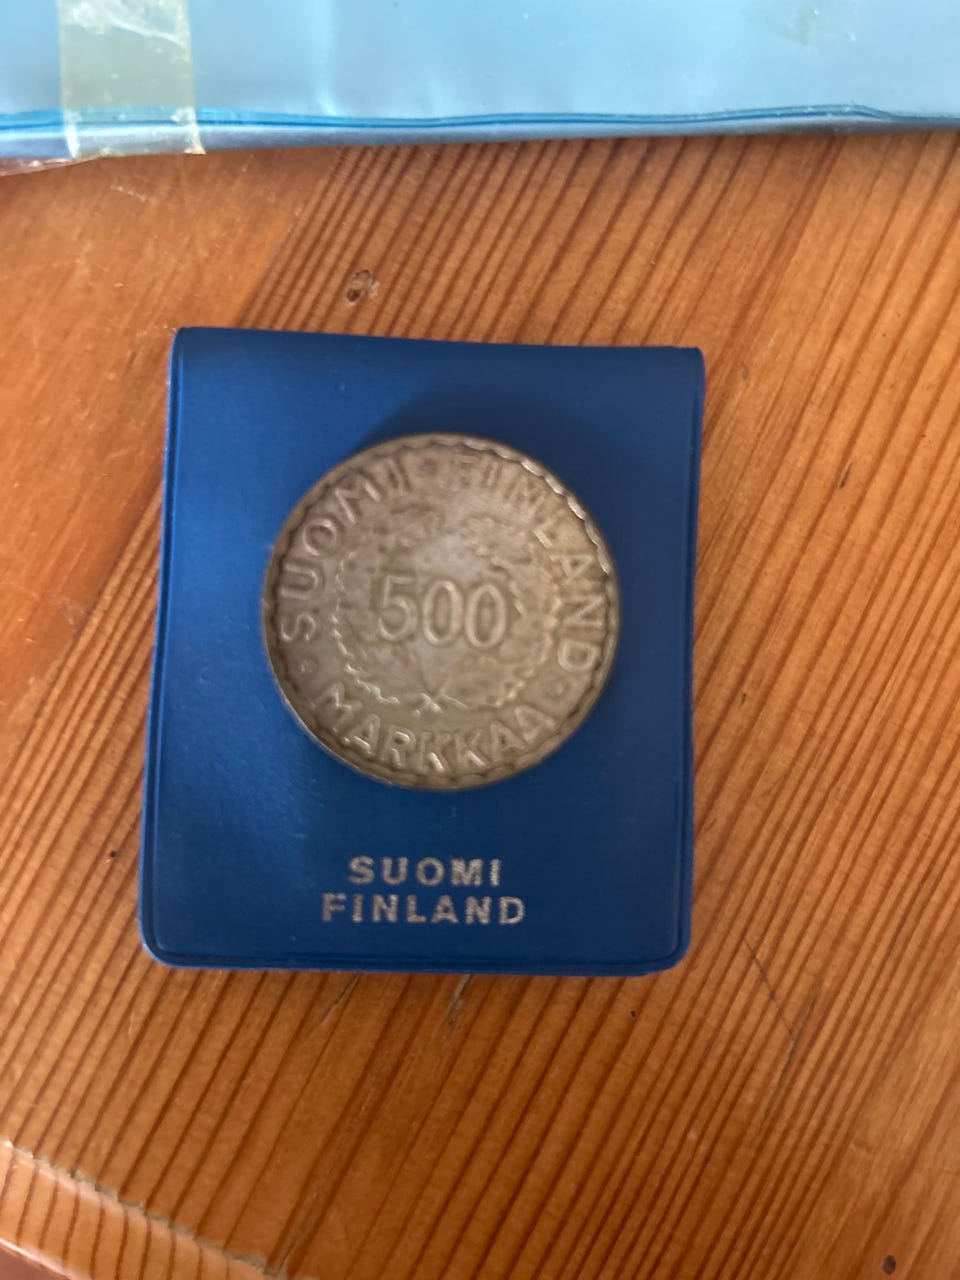 SUOMI • FINLAND
500
• MARKKAA •
SUOMI
FINLAND